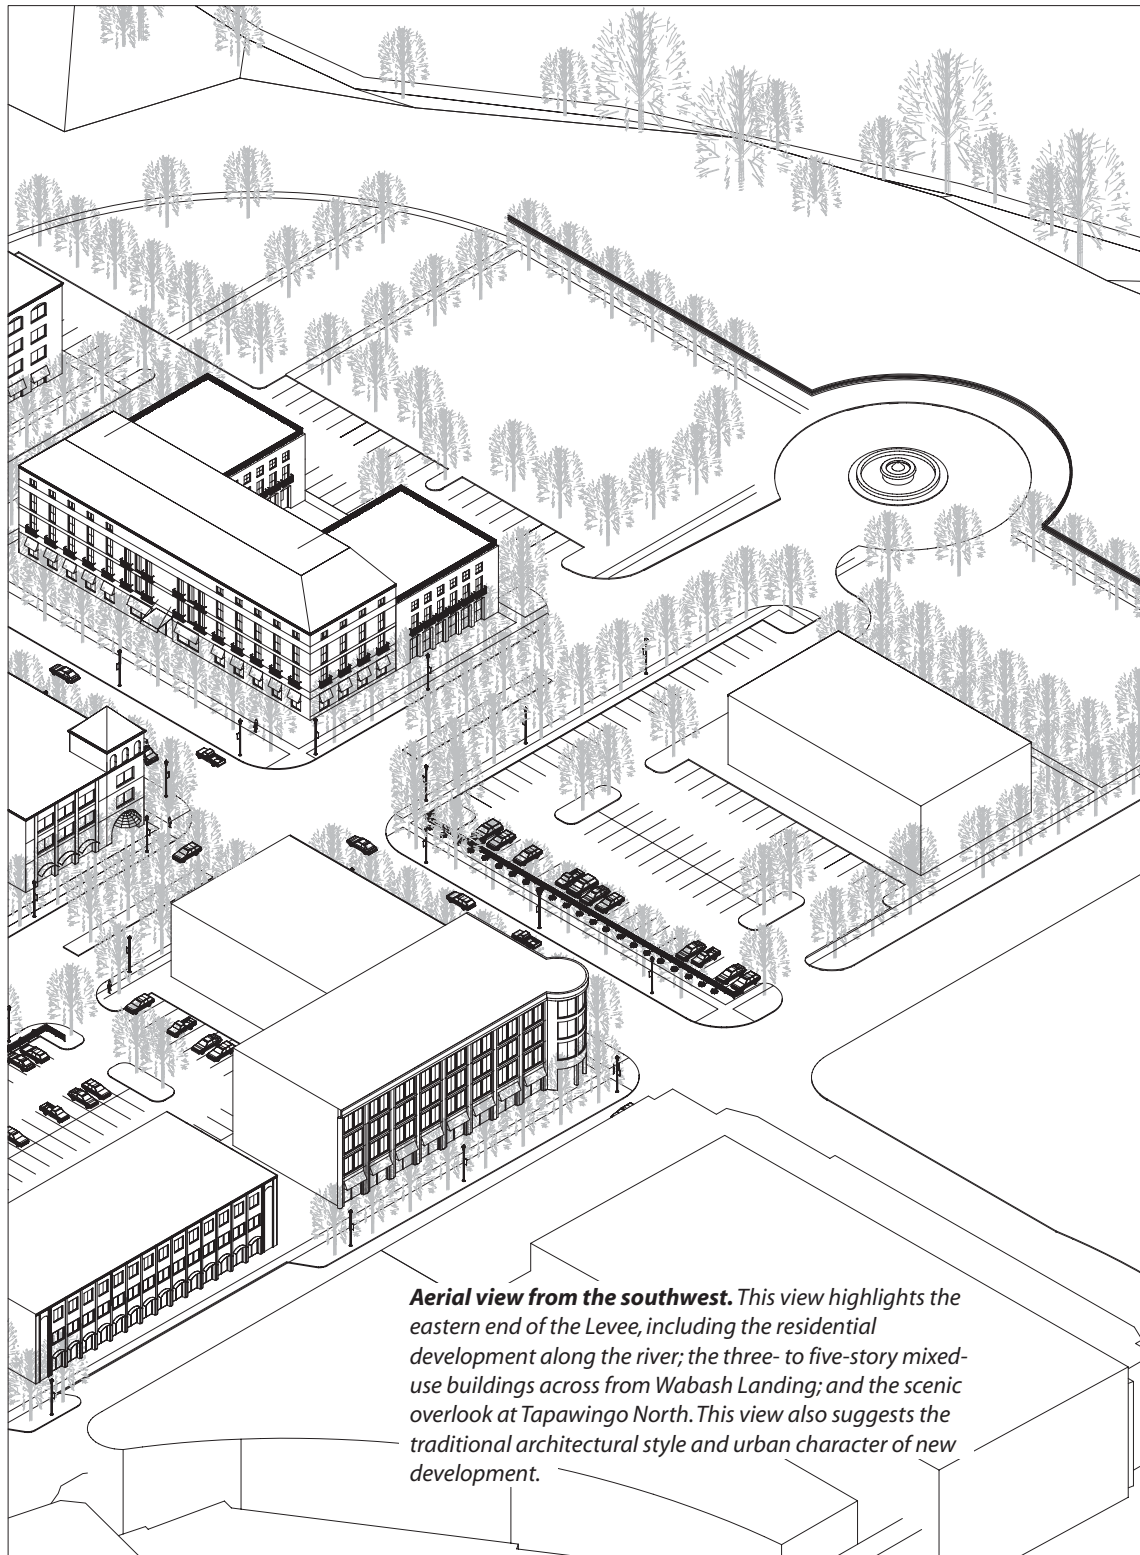 Aerial view from the southwest. This view highlights the
eastern end of the Levee, including the residential
development along the river; the three- to five-story mixed-
use buildings across from Wabash Landing; and the scenic
overlook at Tapawingo North. This view also suggests the
traditional architectural style and urban character of new
development.